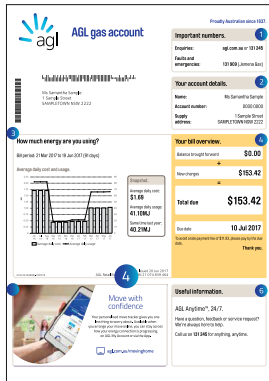 Proudly Australian since 1837.
agl
AGL gas account
Important numbers.
1
Enquiries: agl.com.au or 131 245
Faults and
emergencies: 131 909 (Jemena Gas)
Your account details.
2
Name: Ms Samantha Sample
Account number: 0000 0000
Supply
address: 1 Sample Street
SAMPLETOWN NSW 2222
Ms Samantha Sample
1 Sample Street
SAMPLETOWN NSW 2222
3
How much energy are you using?
Bill period: 21 Mar 2017 to 19 Jun 2017 (91 days)
Average daily cost and usage.
Snapshot.
Average daily cost:
$1.69
Average daily usage:
41.10MJ
Same time last year:
40.21MJ
Your bill overview.
4
Balance brought forward $0.00
+
New charges $153.42
=
Total due $153.42
Due date 10 Jul 2017
Thank you.
4
Move with
confidence.
agl.com.au/movinghome
Useful information.
6
AGL Anytime™, 24/7.
Have a question, feedback or service request?
We're always here to help.
Call us on 131 245 for anything, anytime.